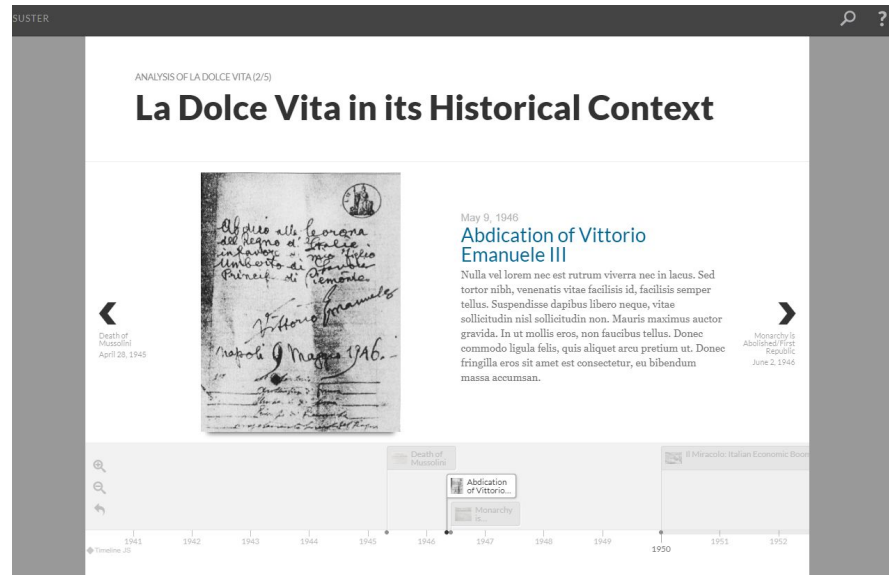 SUSTER
?
ANALYSIS OF LA DOLCE VITA (2/5)
La Dolce Vita in its Historical Context
Abdico alla corona
del Regno d'Italia
in favore di mio figlio
Umberto di Savoia
Principe di Piemonte
Vittorio Emanuele
Napoli 9 Maggio 1946.
May 9, 1946
Abdication of Vittorio
Emanuele III
Nulla vel lorem nec est rutrum viverra nec in lacus. Sed
tortor nibh, venenatis vitae facilisis id, facilisis semper
tellus. Suspendisse dapibus libero neque, vitae
sollicitudin nisl sollicitudin non. Mauris maximus auctor
gravida. In ut mollis eros, non faucibus tellus. Donec
commodo ligula felis, quis aliquet arcu pretium ut. Donec
fringilla eros sit amet est consectetur, eu bibendum
massa accumsan.
Death of
Mussolini
April 28, 1945
Monarchy is
Abolished/First
Republic
June 2, 1946
Death of
Mussolini
Il Miracolo: Italian Economic Boom
Abdication
of Vittorio...
Monarchy
is...
1941 1942 1943 1944 1945 1946 1947 1948 1949 1950 1951 1952
Timeline JS